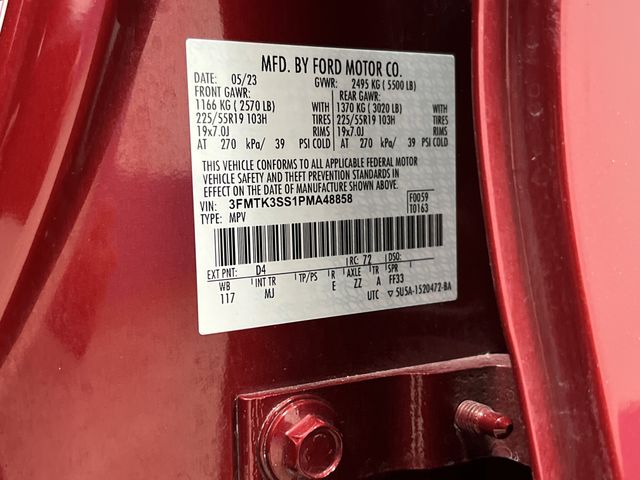 MFD. BY FORD MOTOR CO.
DATE: 05/23 GVWR: 2495 KG ( 5500 LB)
FRONT GAWR: REAR GAWR:
1166 KG ( 2570 LB) WITH 1370 KG ( 3020 LB) WITH
225/55R19 103H TIRES 225/55R19 103H TIRES
19x7.0J RIMS 19x7.0J RIMS
AT 270 kPa/ 39 PSI COLD AT 270 kPa/ 39 PSI COLD
THIS VEHICLE CONFORMS TO ALL APPLICABLE FEDERAL MOTOR
VEHICLE SAFETY AND THEFT PREVENTION STANDARDS IN
EFFECT ON THE DATE OF MANUFACTURE SHOWN ABOVE.
VIN: 3FMTK3SS1PMA48858 F0059
TYPE: MPV T0163
EXT PNT: D4 RC: 72 DSO:
WB INT TR TP/PS R AXLE TR SPR
117 MJ E ZZ A FF33
UTC ▽ 5U5A-1520472-BA